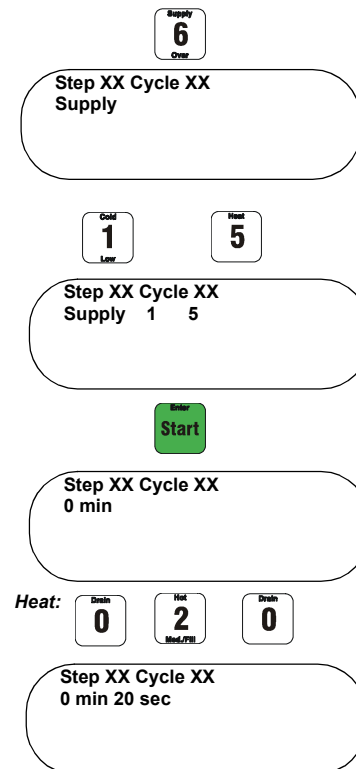 Supply
6
Over
Step XX Cycle XX
Supply
Cold Heat
1 5
Low
Step XX Cycle XX
Supply 1 5
Enter
Start
Step XX Cycle XX
0 min
Heat:
Drain Hot Drain
0 2 0
Med./Fill
Step XX Cycle XX
0 min 20 sec